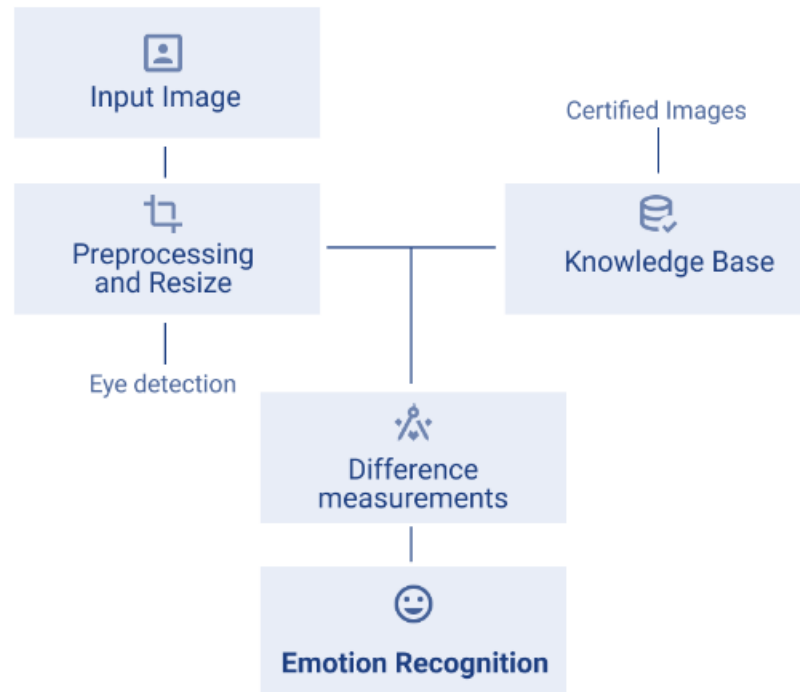 Input Image
Certified Images
Preprocessing
and Resize
Knowledge Base
Eye detection
Difference
measurements
Emotion Recognition